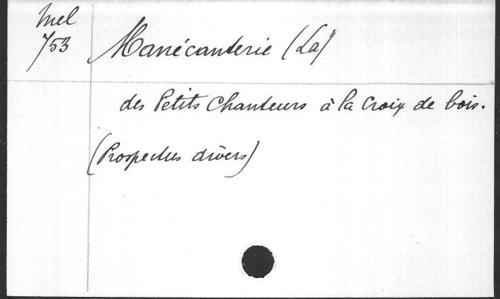 Mel
753
Manécanterie (La)
des Petits Chanteurs à la Croix de bois.
(Prospectus divers)